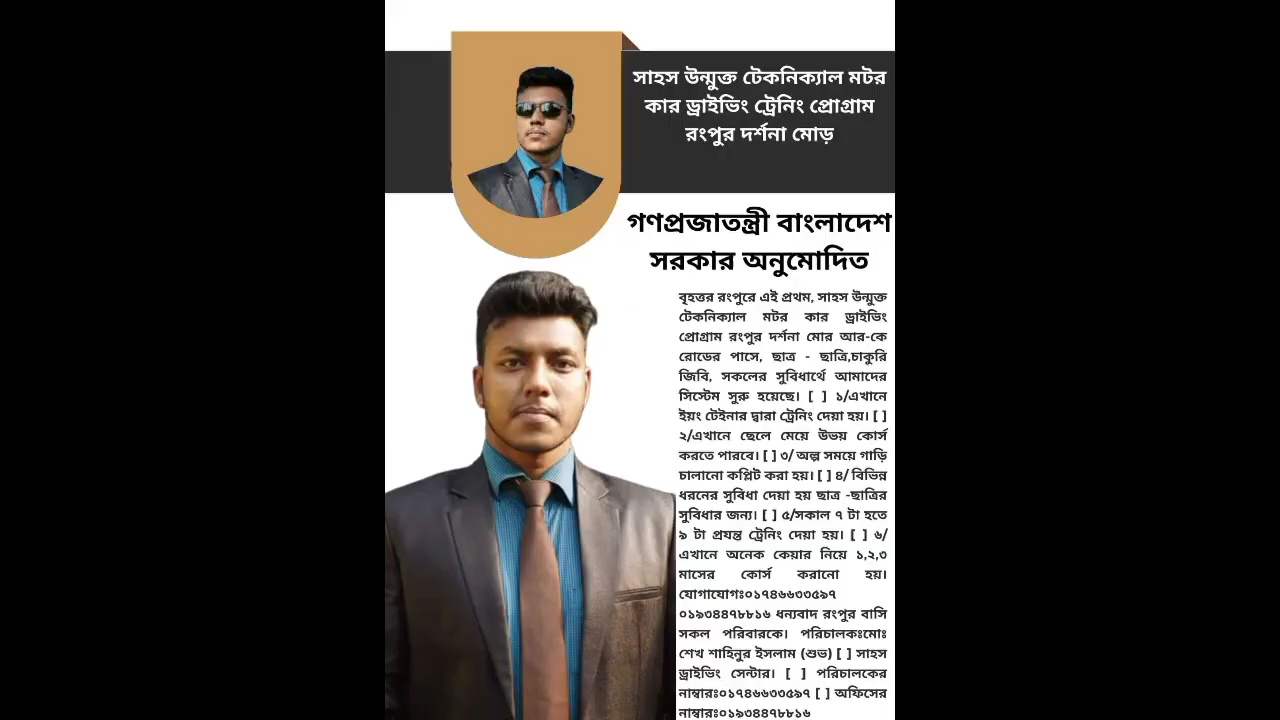 সাহস উন্মুক্ত টেকনিক্যাল মটর
কার ড্রাইভিং ট্রেনিং প্রোগ্রাম
রংপুর দর্শনা মোড়
গণপ্রজাতন্ত্রী বাংলাদেশ
সরকার অনুমোদিত
বৃহত্তর রংপুরে এই প্রথম, সাহস উন্মুক্ত
টেকনিক্যাল মটর কার ড্রাইভিং
প্রোগ্রাম রংপুর দর্শনা মোর আর-কে
রোডের পাসে, ছাত্র - ছাত্রি,চাকুরি
জিবি, সকলের সুবিধার্থে আমাদের
সিস্টেম সুরু হয়েছে। [ ] ১/এখানে
ইয়ং টেইনার দ্বারা ট্রেনিং দেয়া হয়। [ ]
২/এখানে ছেলে মেয়ে উভয় কোর্স
করতে পারবে। [ ] ৩/ অল্প সময়ে গাড়ি
চালানো কপ্লিট করা হয়। [ ] ৪/ বিভিন্ন
ধরনের সুবিধা দেয়া হয় ছাত্র -ছাত্রির
সুবিধার জন্য। [ ] ৫/সকাল ৭ টা হতে
৯ টা প্রযন্ত ট্রেনিং দেয়া হয়। [ ] ৬/
এখানে অনেক কেয়ার নিয়ে ১,২,৩
মাসের কোর্স করানো হয়।
যোগাযোগঃ০১৭৪৬৬৩৩৫৯৭
০১৯৩৪৪৭৮৮১৬ ধন্যবাদ রংপুর বাসি
সকল পরিবারকে। পরিচালকঃমোঃ
শেখ শাহিনুর ইসলাম (শুভ) [ ] সাহস
ড্রাইভিং সেন্টার। [ ] পরিচালকের
নাম্বারঃ০১৭৪৬৬৩৩৫৯৭ [ ] অফিসের
নাম্বারঃ০১৯৩৪৪৭৮৮১৬